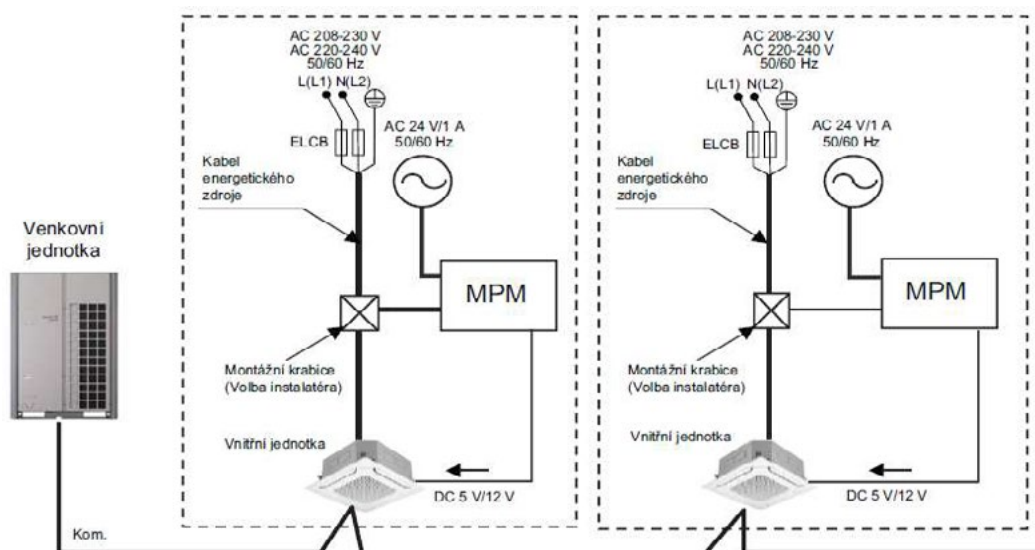 AC 208-230 V
AC 220-240 V
50/60 Hz
L(L1) N(L2)
ELCB
AC 24 V/1 A
50/60 Hz
Kabel
energetického
zdroje
MPM
Montážní krabice
(Volba instalatéra)
Vnitřní jednotka
DC 5 V/12 V
AC 208-230 V
AC 220-240 V
50/60 Hz
L(L1) N(L2)
ELCB
AC 24 V/1 A
50/60 Hz
Kabel
energetického
zdroje
MPM
Montážní krabice
(Volba instalatéra)
Vnitřní jednotka
DC 5 V/12 V
Venkovní
jednotka
Kom.